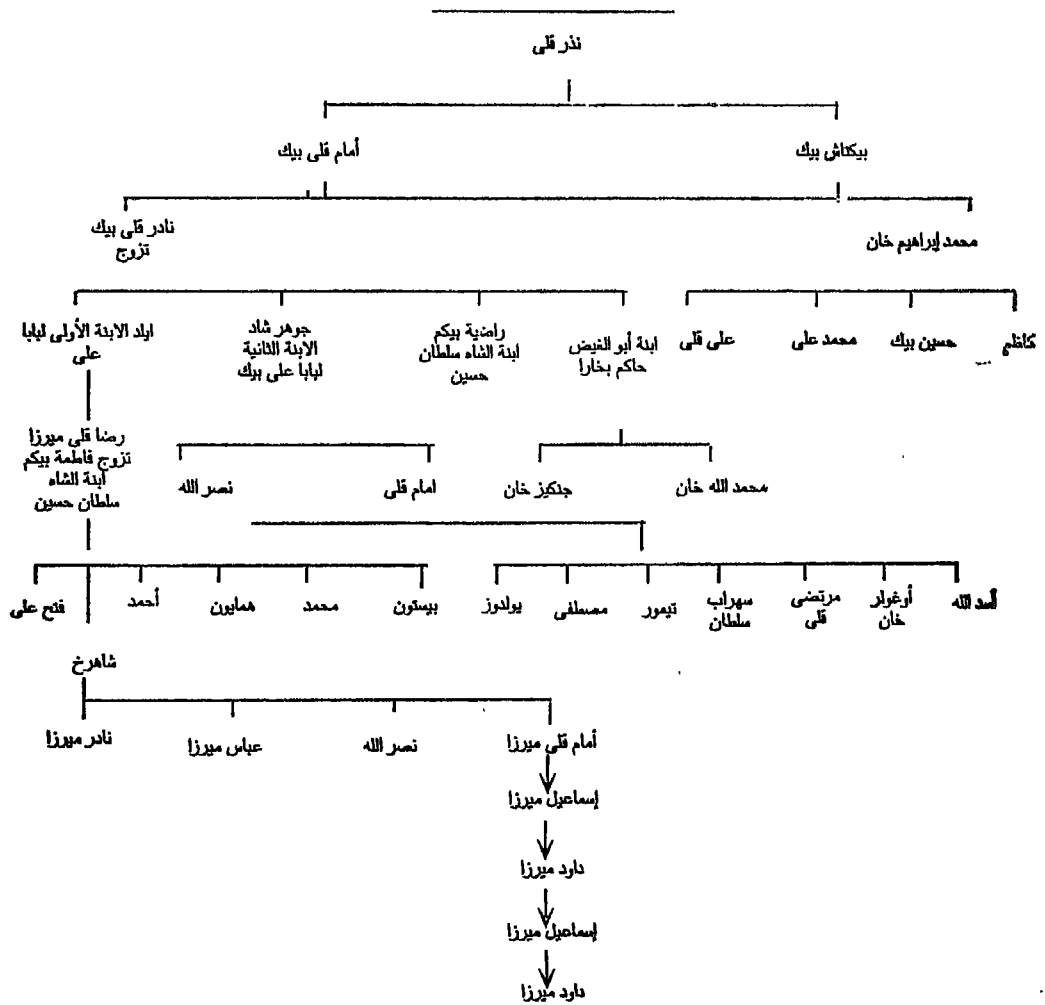 نذر قلى
بيكتاش بيك
أمام قلى بيك
محمد إبراهيم خان
نادر قلى بيك
تزوج
كاظم
حسين بيك
محمد على
على قلى
ابنة أبو الفيض
حاكم بخارا
راضية بيكم
ابنة الشاه سلطان
حسين
جوهر شاد
الابنة الثانية
لبابا على بيك
الابنة الأولى لبابا
على
رضا قلى ميرزا
تزوج فاطمة بيكم
ابنة الشاه
سلطان حسين
محمد الله خان
جنكيز خان
امام قلى
نصر الله
أسد الله
أوغولر
خان
مرتضى
قلى
سهراب
سلطان
تيمور
مصطفى
يولدوز
بيستون
محمد
همايون
أحمد
فتح على
شاهرخ
أمام قلى ميرزا
نصر الله
عباس ميرزا
نادر ميرزا
إسماعيل ميرزا
داود ميرزا
إسماعيل ميرزا
داود ميرزا